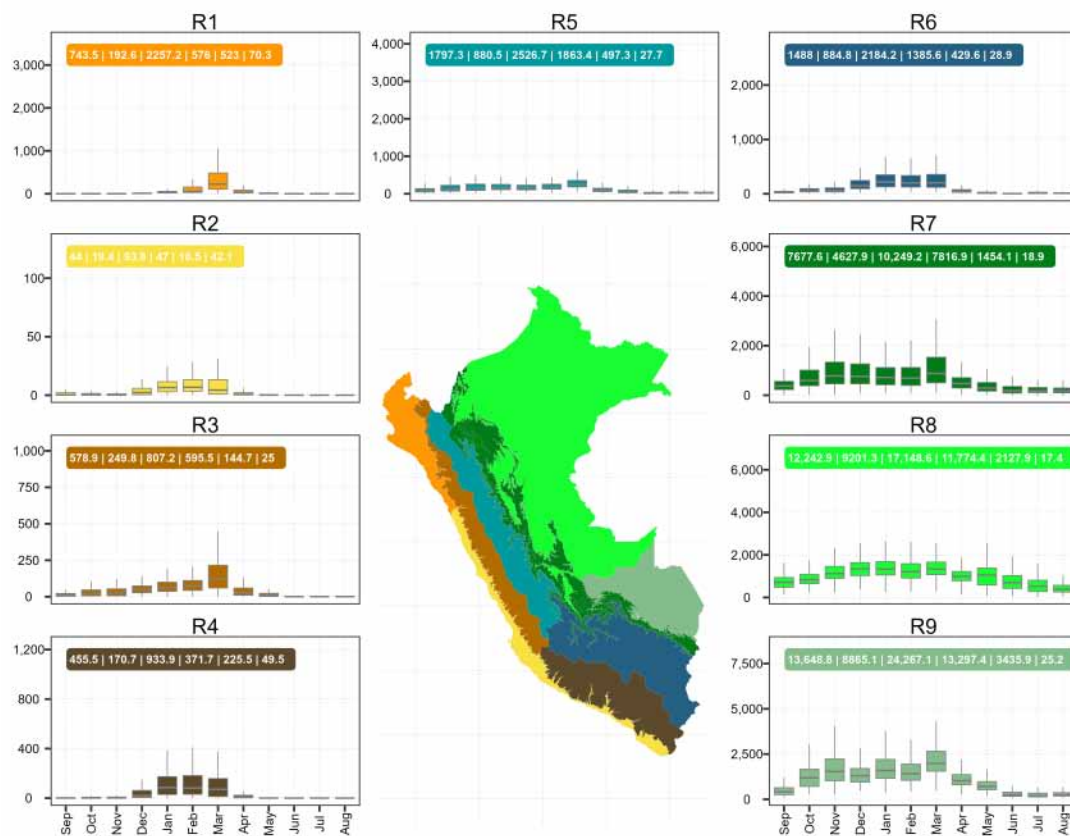 R1
743.5 | 192.6 | 2257.2 | 576 | 523 | 70.3
3,000
2,000
1,000
0
R5
1797.3 | 880.5 | 2526.7 | 1863.4 | 497.3 | 27.7
4,000
3,000
2,000
1,000
0
R6
1488 | 884.8 | 2184.2 | 1385.6 | 429.6 | 28.9
2,000
1,000
0
R2
44 | 19.4 | 83.8 | 47 | 18.5 | 42.1
100
50
0
R7
7677.6 | 4627.9 | 10,249.2 | 7816.9 | 1454.1 | 18.9
6,000
4,000
2,000
0
R3
578.9 | 249.8 | 807.2 | 595.5 | 144.7 | 25
1,000
750
500
250
0
R8
12,242.9 | 9201.3 | 17,148.6 | 11,774.4 | 2127.9 | 17.4
6,000
4,000
2,000
0
R4
455.5 | 170.7 | 933.9 | 371.7 | 225.5 | 49.5
1,200
800
400
0
Sep Oct Nov Dec Jan Feb Mar Apr May Jun Jul Aug
R9
13,648.8 | 8865.1 | 24,267.1 | 13,297.4 | 3435.9 | 25.2
7,500
5,000
2,500
0
Sep Oct Nov Dec Jan Feb Mar Apr May Jun Jul Aug